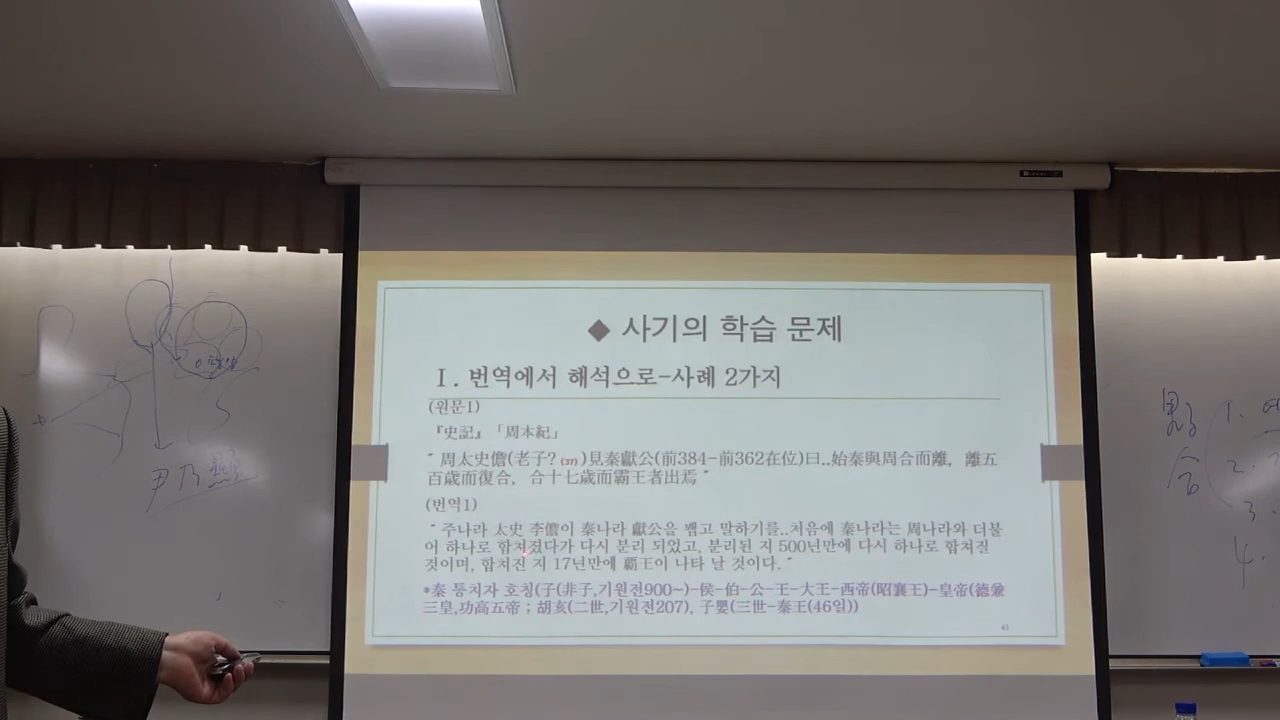 ◆ 사기의 학습 문제
Ⅰ. 번역에서 해석으로-사례 2가지
(원문1)
『史記』「周本紀」
“ 周太史儋(老子? )見秦獻公(前384-前362在位)曰..始秦與周合而離, 離五
百歲而復合, 合十七歲而霸王者出焉”
(번역1)
“ 주나라 太史 李儋이 秦나라 獻公을 뵙고 말하기를..처음에 秦나라는 周나라와 더불
어 하나로 합쳐졌다가 다시 분리 되었고, 분리된 지 500년만에 다시 하나로 합쳐질
것이며, 합쳐진 지 17년만에 覇王이 나타 날 것이다. ”
*秦 통치자 호칭(子(非子,기원전900~)-侯-伯-公-王-大王-西帝(昭襄王)-皇帝(德兼
三皇,功高五帝 ; 胡亥(二世,기원전207), 子嬰(三世-秦王(46일))
43
尹乃
1.
2.
3.
4.
合